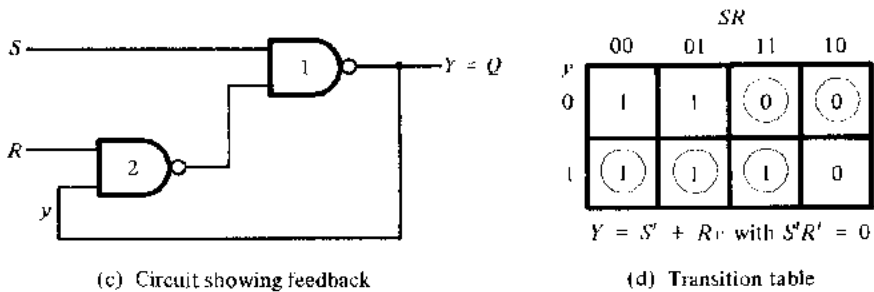 S
1
Y = Q
R
2
y
(c) Circuit showing feedback
SR
00 01 11 10
y
0 1 1 0 0
1 1 1 1 0
Y = S' + Ry with S'R' = 0
(d) Transition table